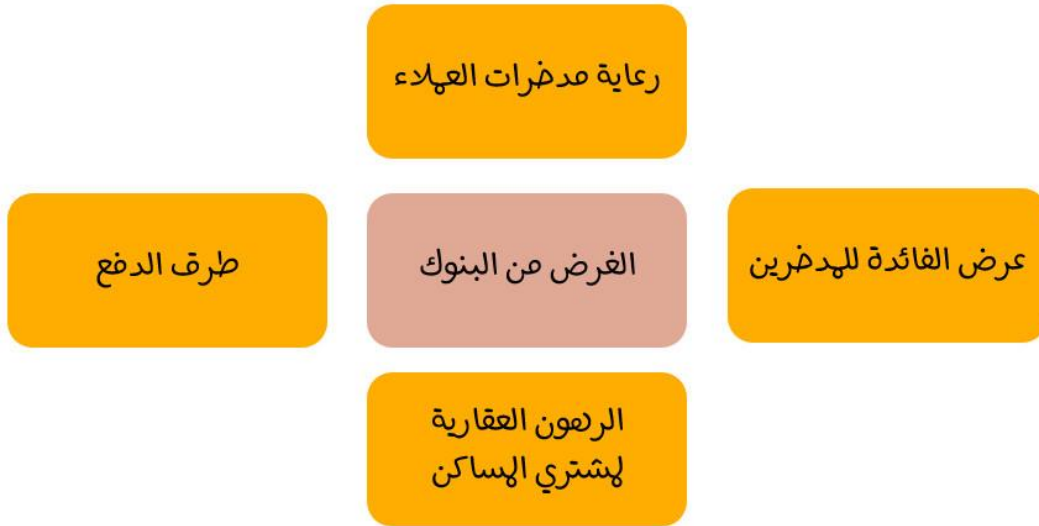 رعاية مدخرات العملاء
عرض الفائدة للمدخرين
الغرض من البنوك
طرق الدفع
الرهون العقارية
لمشتري المساكن